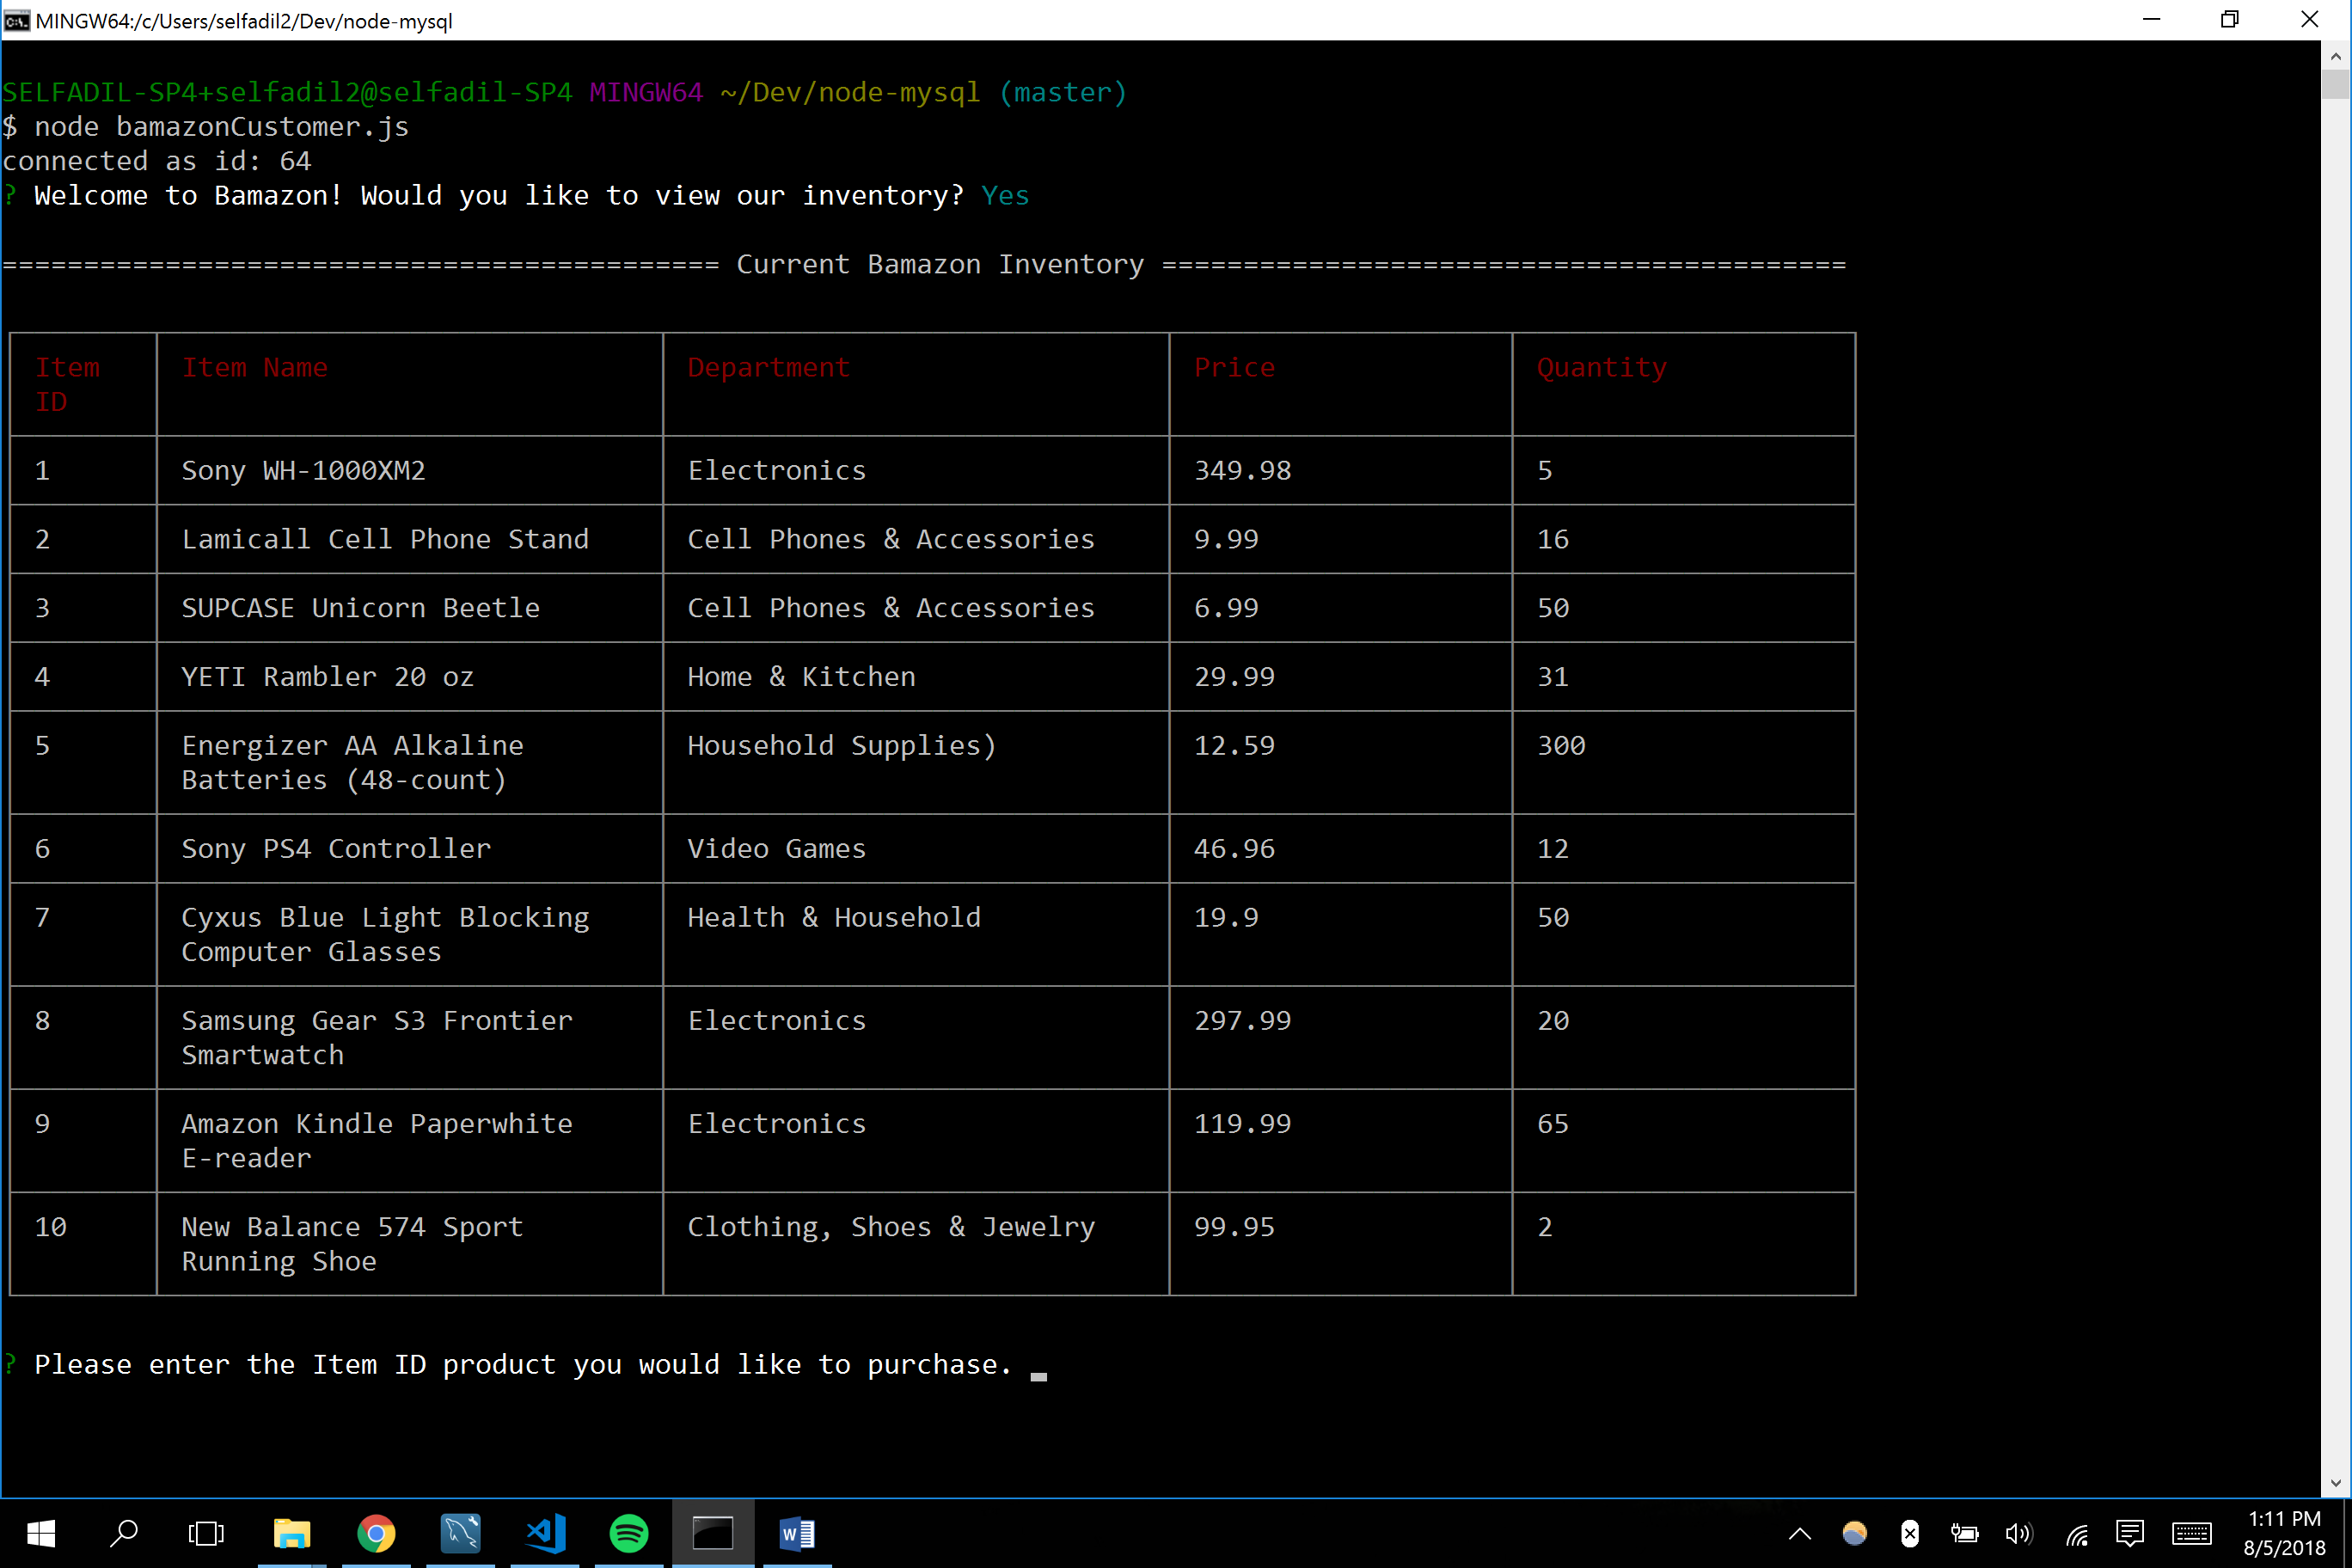 MINGW64:/c/Users/selfadil2/Dev/node-mysql
SELFADIL-SP4+selfadil2@selfadil-SP4 MINGW64 ~/Dev/node-mysql (master)
$ node bamazonCustomer.js
connected as id: 64
? Welcome to Bamazon! Would you like to view our inventory? Yes
============================================ Current Bamazon Inventory ==========================================
Item ID Item Name Department Price Quantity
1 Sony WH-1000XM2 Electronics 349.98 5
2 Lamicall Cell Phone Stand Cell Phones & Accessories 9.99 16
3 SUPCASE Unicorn Beetle Cell Phones & Accessories 6.99 50
4 YETI Rambler 20 oz Home & Kitchen 29.99 31
5 Energizer AA Alkaline Household Supplies) 12.59 300
Batteries (48-count)
6 Sony PS4 Controller Video Games 46.96 12
7 Cyxus Blue Light Blocking Health & Household 19.9 50
Computer Glasses
8 Samsung Gear S3 Frontier Electronics 297.99 20
Smartwatch
9 Amazon Kindle Paperwhite Electronics 119.99 65
E-reader
10 New Balance 574 Sport Clothing, Shoes & Jewelry 99.95 2
Running Shoe
? Please enter the Item ID product you would like to purchase.
1:11 PM
8/5/2018